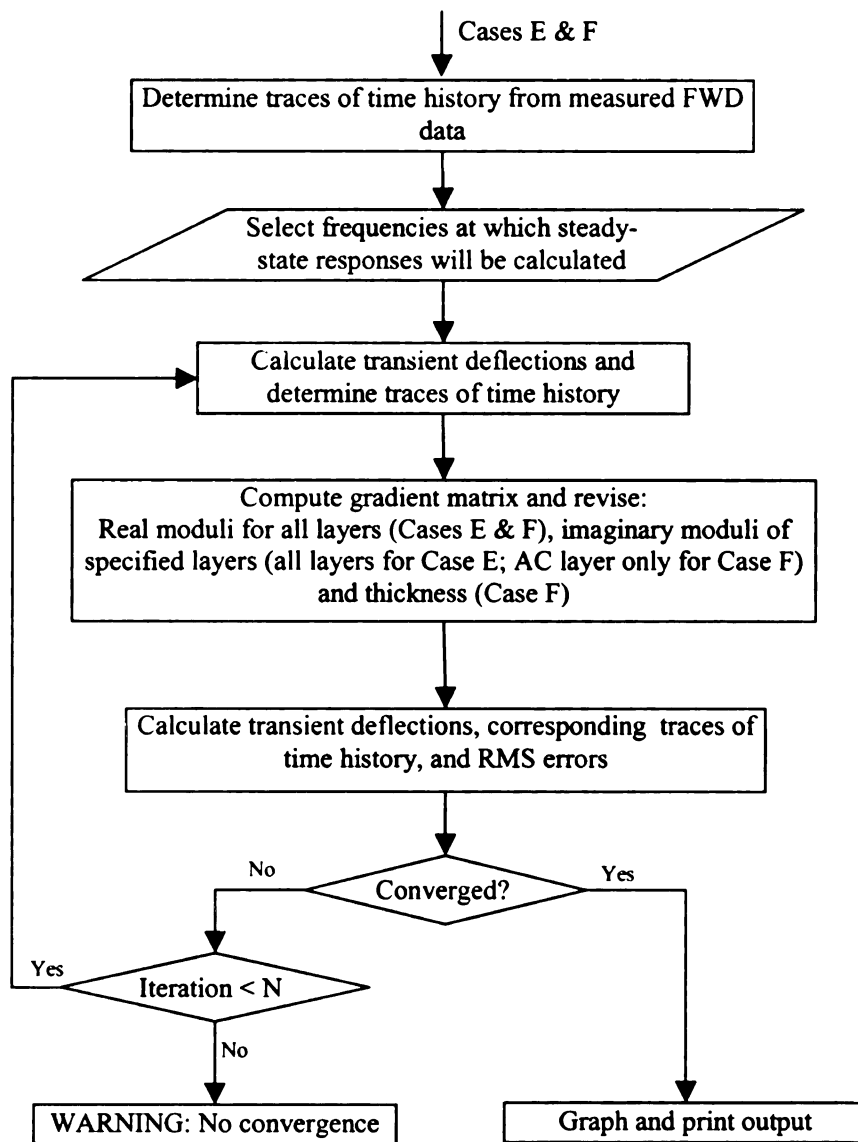 Cases E & F
Determine traces of time history from measured FWD
data
Select frequencies at which steady-
state responses will be calculated
Calculate transient deflections and
determine traces of time history
Compute gradient matrix and revise:
Real moduli for all layers (Cases E & F), imaginary moduli of
specified layers (all layers for Case E; AC layer only for Case F)
and thickness (Case F)
Calculate transient deflections, corresponding traces of
time history, and RMS errors
No
Converged?
Yes
Yes
Iteration < N
No
WARNING: No convergence
Graph and print output